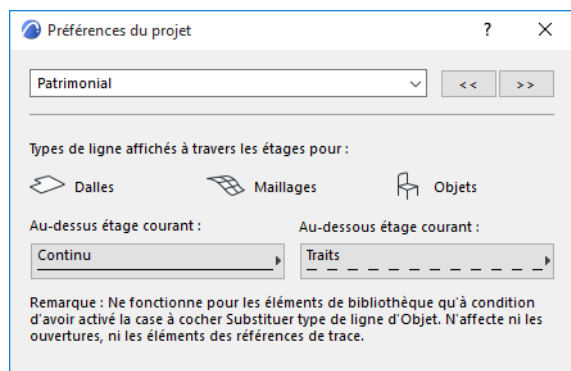 Préférences du projet
?
Patrimonial
<< >>
Types de ligne affichés à travers les étages pour :
Dalles Maillages Objets
Au-dessus étage courant : Au-dessous étage courant :
Continu Traits
Remarque : Ne fonctionne pour les éléments de bibliothèque qu'à condition
d'avoir activé la case à cocher Substituer type de ligne d'Objet. N'affecte ni les
ouvertures, ni les éléments des références de trace.